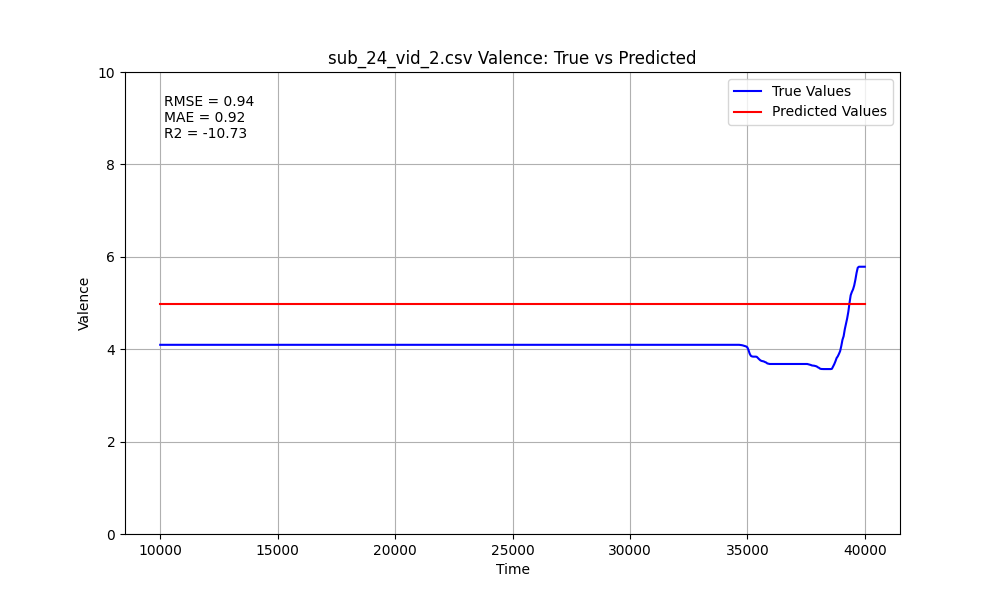 sub_24_vid_2.csv Valence: True vs Predicted
RMSE = 0.94
MAE = 0.92
R2 = -10.73
True Values
Predicted Values
Valence
10
8
6
4
2
0
10000 15000 20000 25000 30000 35000 40000
Time